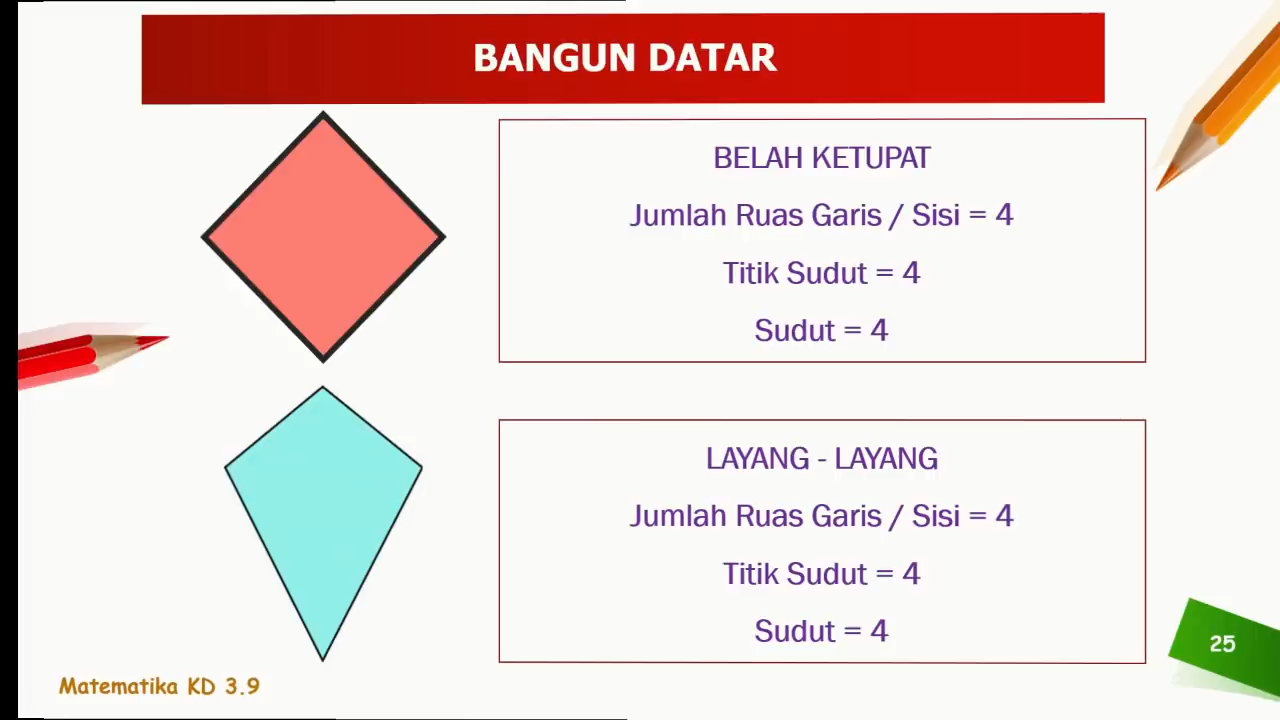 BANGUN DATAR
BELAH KETUPAT
Jumlah Ruas Garis / Sisi = 4
Titik Sudut = 4
Sudut = 4
LAYANG - LAYANG
Jumlah Ruas Garis / Sisi = 4
Titik Sudut = 4
Sudut = 4
25
Matematika KD 3.9